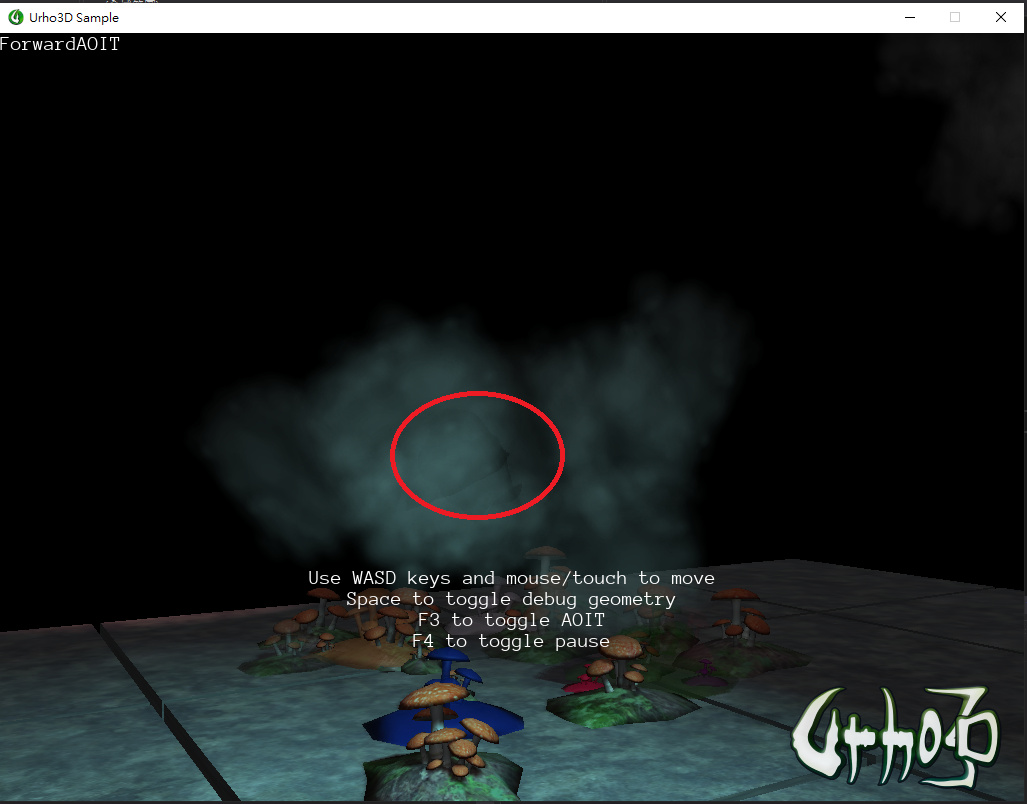 Urho3D Sample
ForwardAOIT
Use WASD keys and mouse/touch to move
Space to toggle debug geometry
F3 to toggle AOIT
F4 to toggle pause
Urho3D